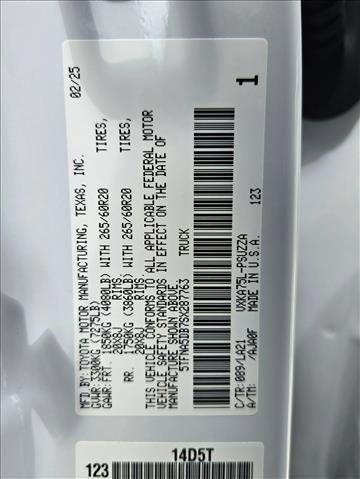 MFD. BY:TOYOTA MOTOR MANUFACTURING, TEXAS, INC. 02/25
GVWR: 3300KG (7275LB)
GAWR:FRT. 1850KG (4080LB) WITH 265/60R20 TIRES,
20X8J RIMS,
RR. 1750KG (3860LB) WITH 265/60R20 TIRES,
20X8J RIMS,
THIS VEHICLE CONFORMS TO ALL APPLICABLE FEDERAL MOTOR
VEHICLE SAFETY STANDARDS IN EFFECT ON THE DATE OF
MANUFACTURE SHOWN ABOVE.
5TFNA5DB7SX287763 TRUCK
1
C/TR: 089/LA21 VXKA75L-PSUZZA
A/TM: /AJA0F MADE IN U.S.A. 123
14D5T
123